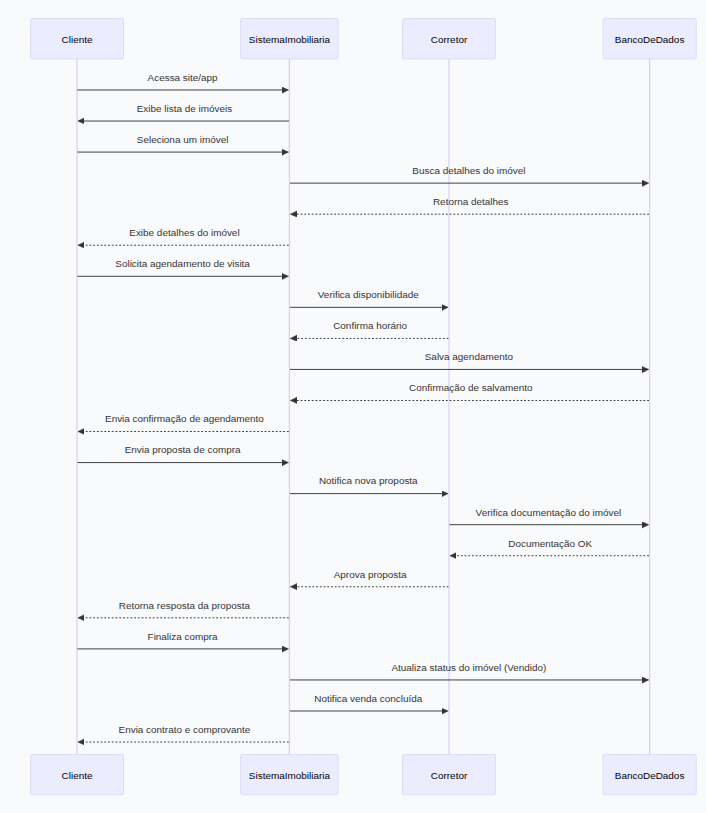 Cliente
SistemaImobiliaria
Corretor
BancoDeDados
Acessa site/app
Exibe lista de imóveis
Seleciona um imóvel
Busca detalhes do imóvel
Retorna detalhes
Exibe detalhes do imóvel
Solicita agendamento de visita
Verifica disponibilidade
Confirma horário
Salva agendamento
Confirmação de salvamento
Envia confirmação de agendamento
Envia proposta de compra
Notifica nova proposta
Verifica documentação do imóvel
Documentação OK
Aprova proposta
Retorna resposta da proposta
Finaliza compra
Atualiza status do imóvel (Vendido)
Notifica venda concluída
Envia contrato e comprovante
Cliente
SistemaImobiliaria
Corretor
BancoDeDados